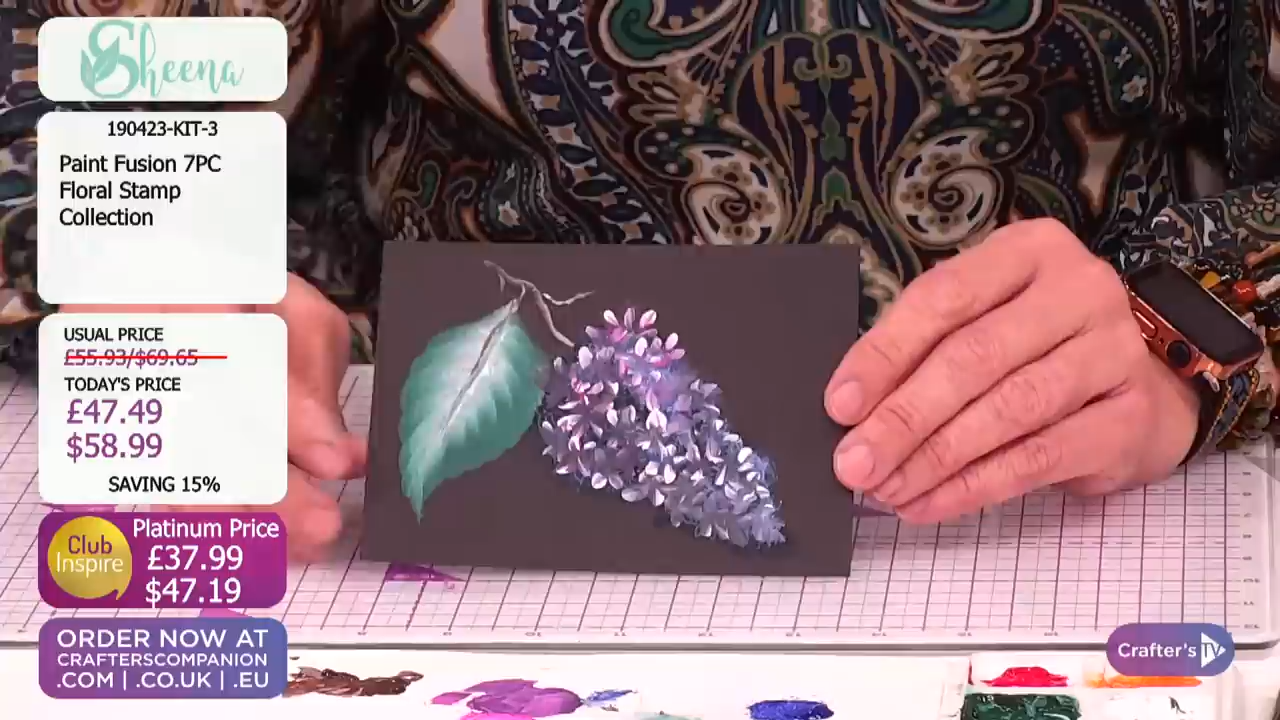 Sheena
190423-KIT-3
Paint Fusion 7PC
Floral Stamp
Collection
USUAL PRICE
£55.93/$69.65
TODAY'S PRICE
£47.49
$58.99
SAVING 15%
Club
Inspire
Platinum Price
£37.99
$47.19
ORDER NOW AT
CRAFTERSCOMPANION
.COM | .CO.UK | .EU
Crafter's TV